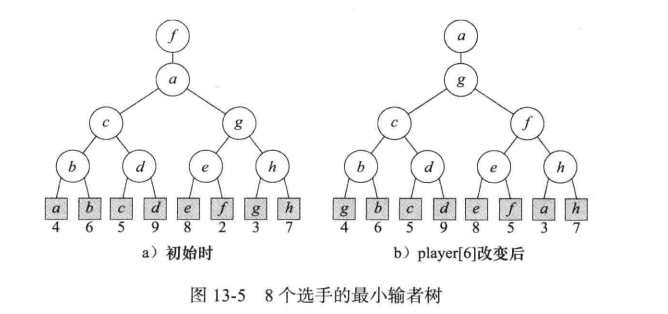 f a
a g
c g c f
b d e h b d e h
a b c d e f g h g b c d e f a h
4 6 5 9 8 2 3 7 4 6 5 9 8 5 3 7
a）初始时 b）player[6]改变后
图 13-5 8 个选手的最小输者树